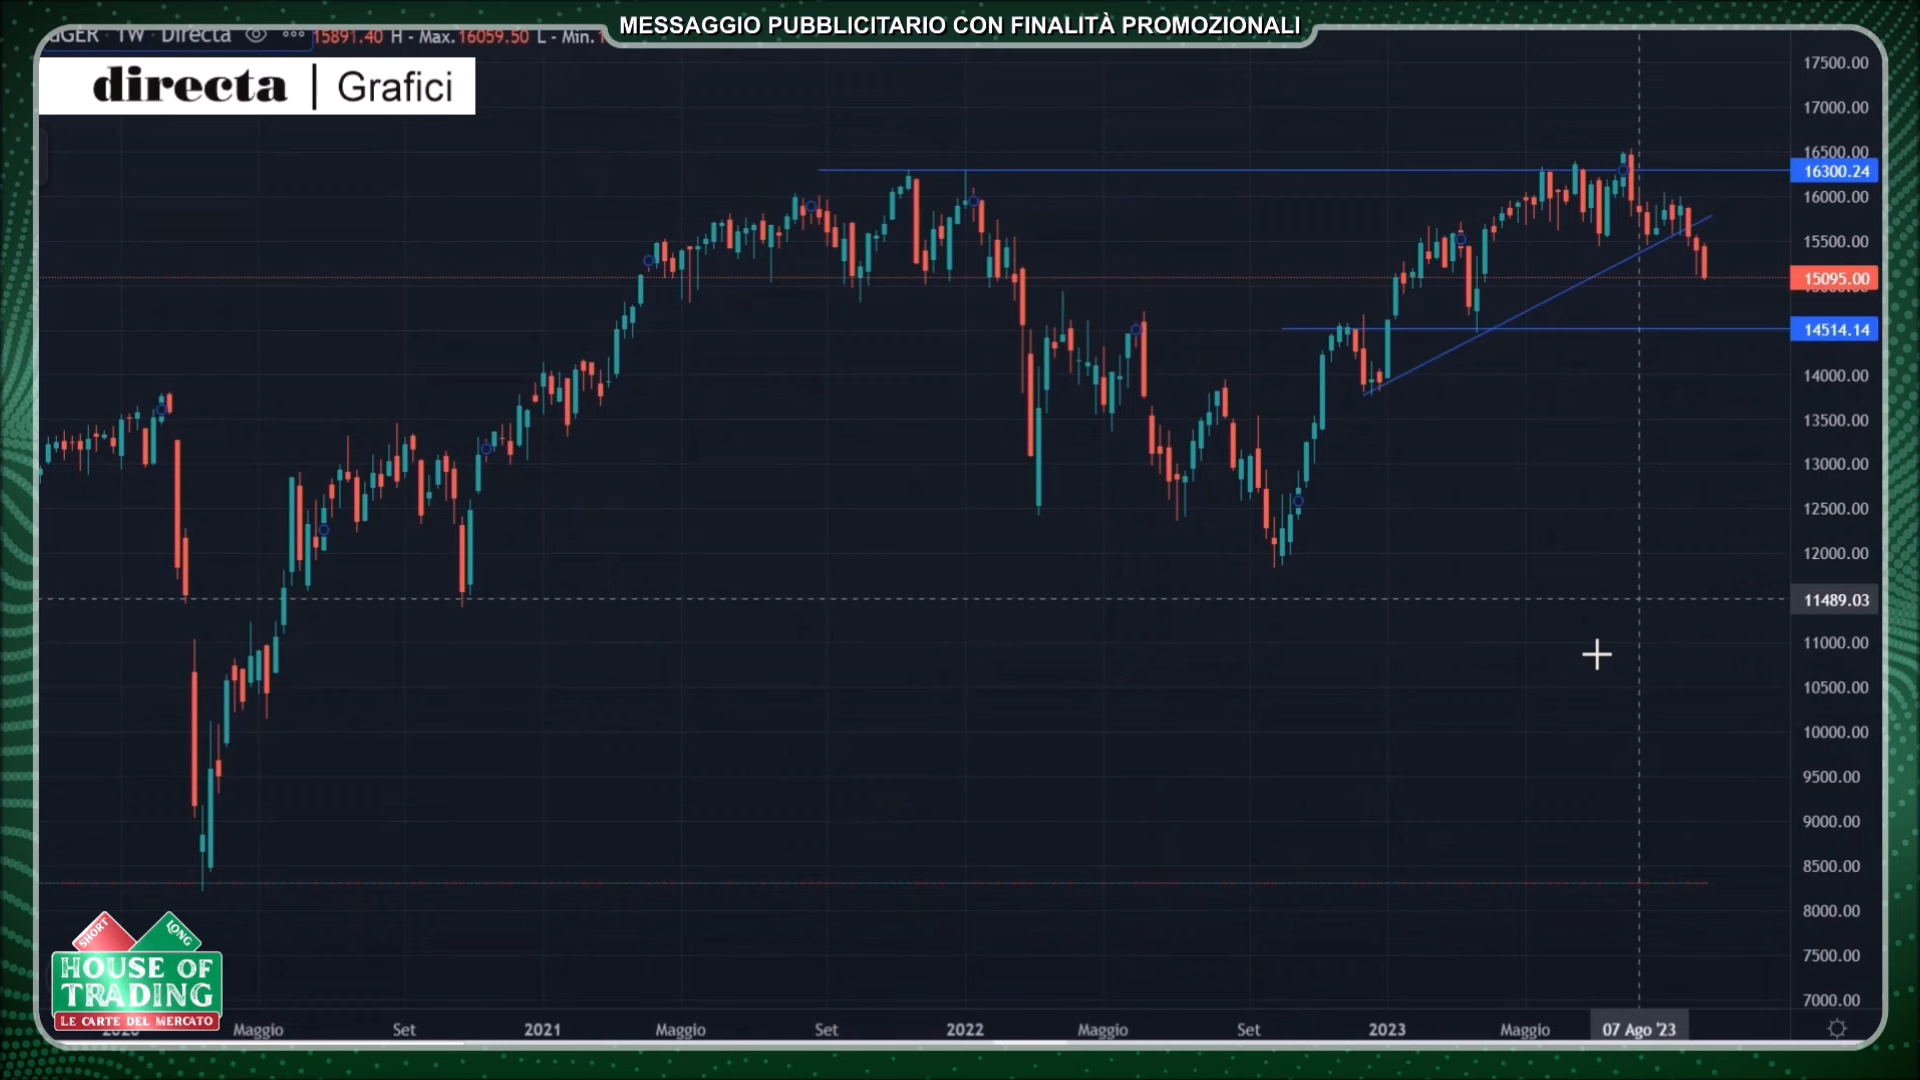 MESSAGGIO PUBBLICITARIO CON FINALITÀ PROMOZIONALI
GER 1W Directa 15891.40 H - Max. 16059.50 L - Min.
directa | Grafici
17500.00
17000.00
16500.00
16300.24
16000.00
15500.00
15095.00
14514.14
14000.00
13500.00
13000.00
12500.00
12000.00
11489.03
11000.00
10500.00
10000.00
9500.00
9000.00
8500.00
8000.00
7500.00
7000.00
SHORT LONG
HOUSE OF
TRADING
LE CARTE DEL MERCATO
Maggio Set 2021 Maggio Set 2022 Maggio Set 2023 Maggio 07 Ago '23